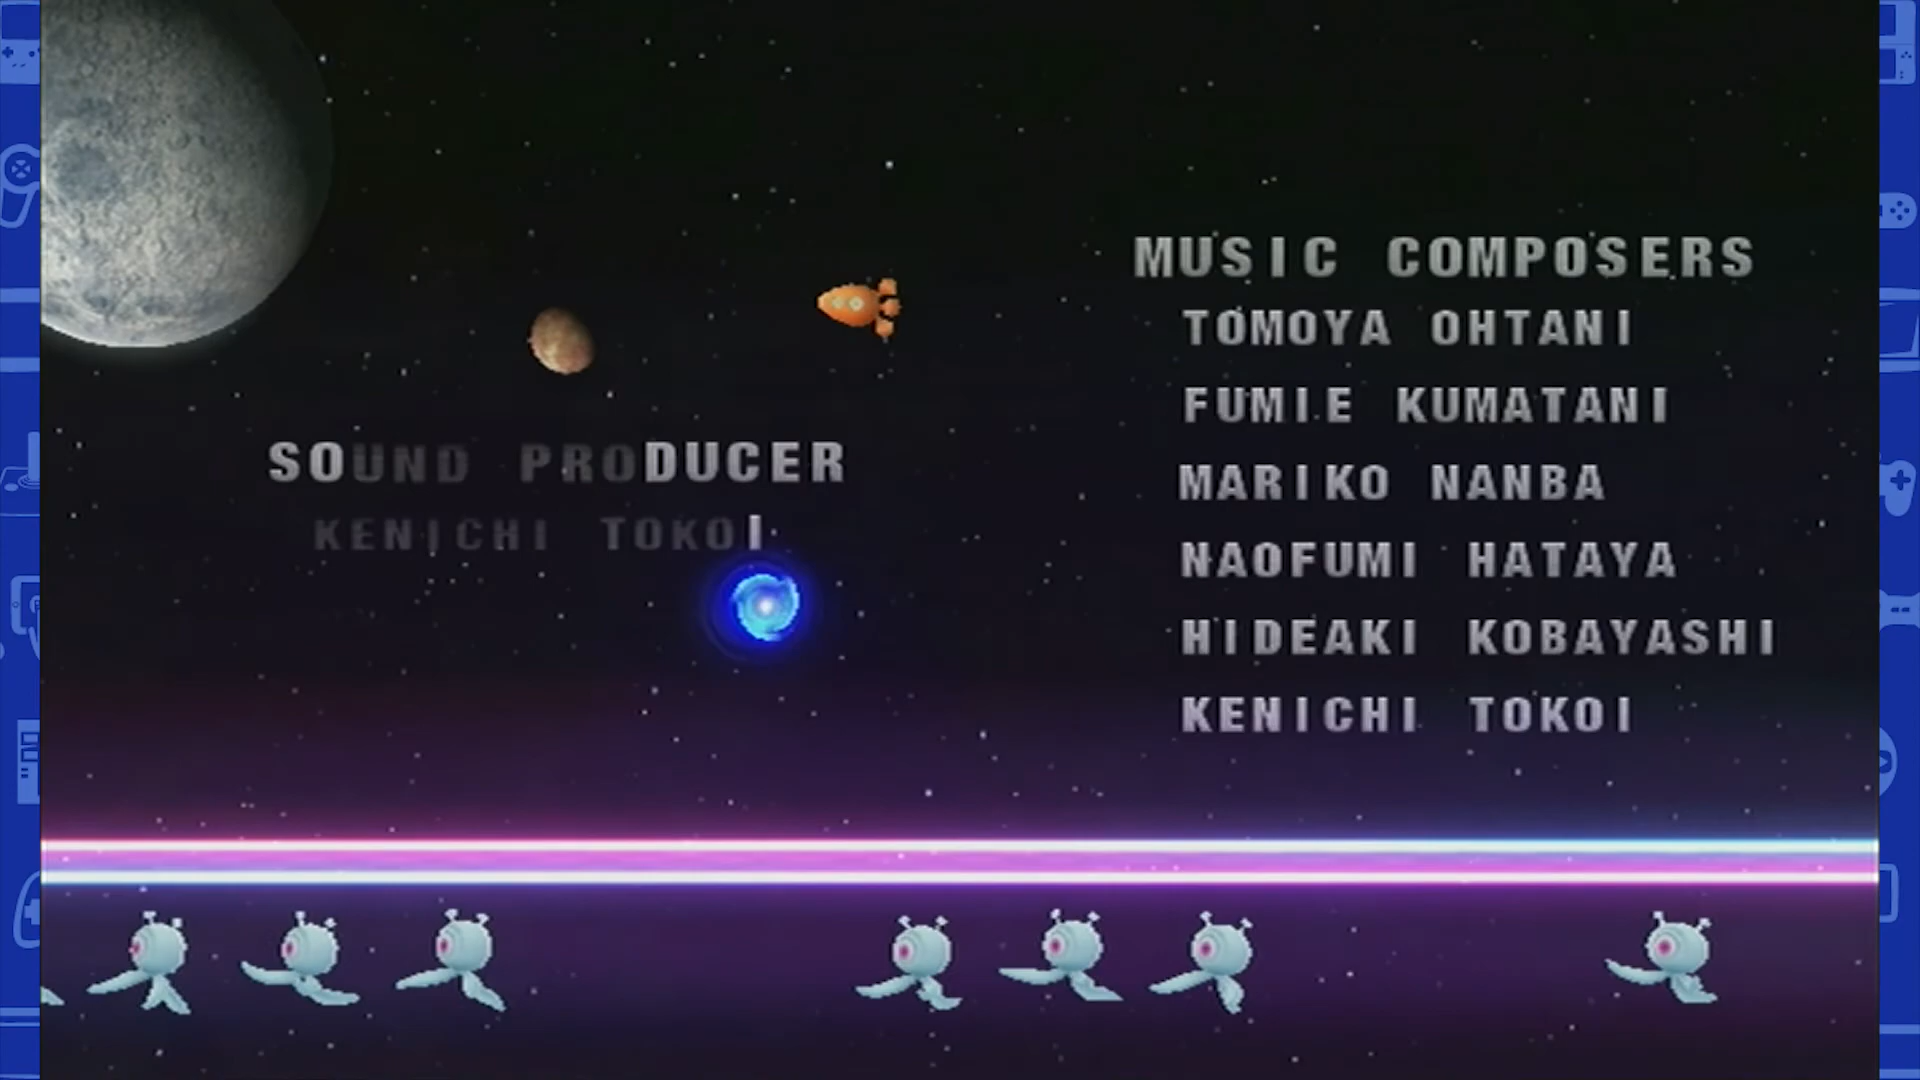 SOUND PRODUCER
KENICHI TOKOI
MUSIC COMPOSERS
TOMOYA OHTANI
FUMIE KUMATANI
MARIKO NANBA
NAOFUMI HATAYA
HIDEAKI KOBAYASHI
KENICHI TOKOI